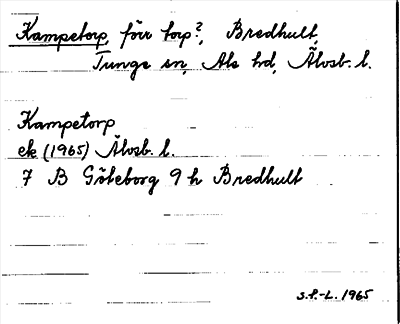 Kampetorp, förr torp?, Bredhult,
Tunge sn, Ale hd, Älvsb. l.
Kampetorp
ek (1965) Älvsb. l.
7 B Göteborg 9 h Bredhult
S.F.-L. 1965